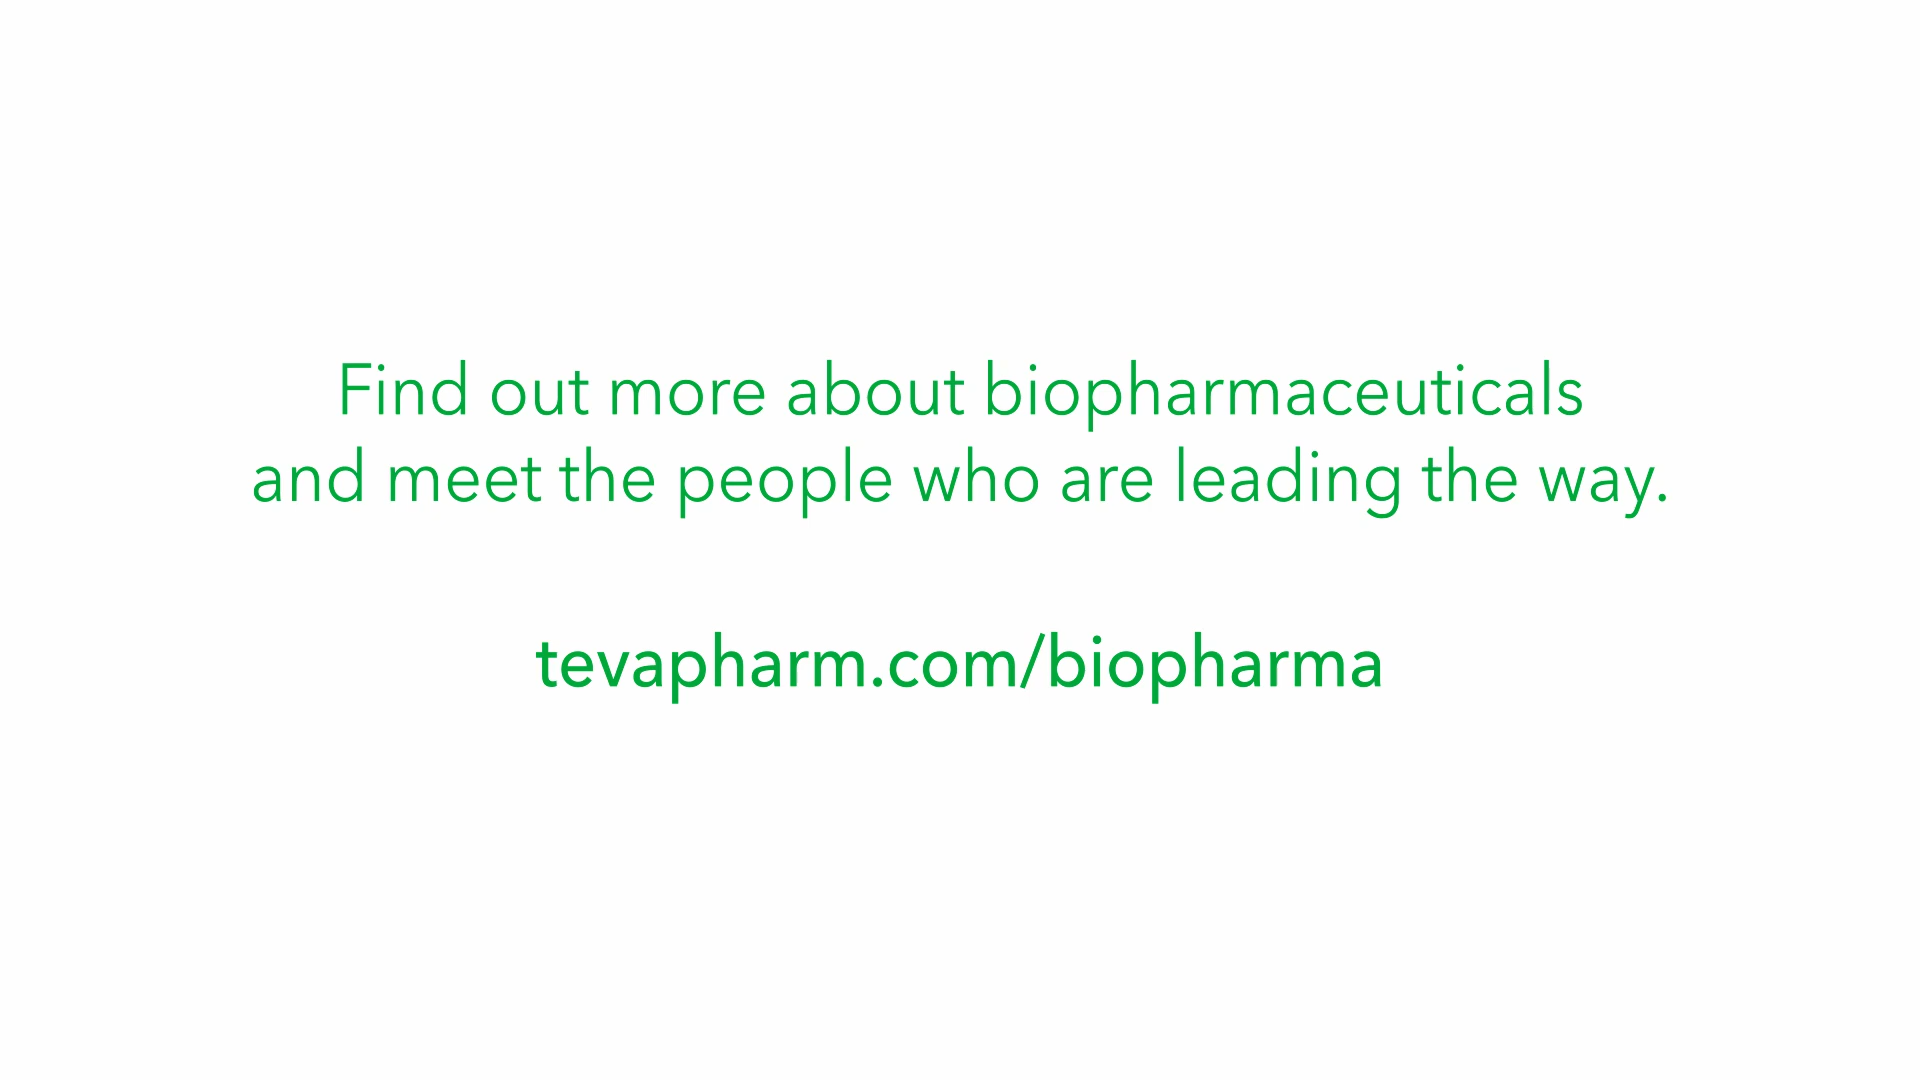 Find out more about biopharmaceuticals
and meet the people who are leading the way.
tevapharm.com/biopharma